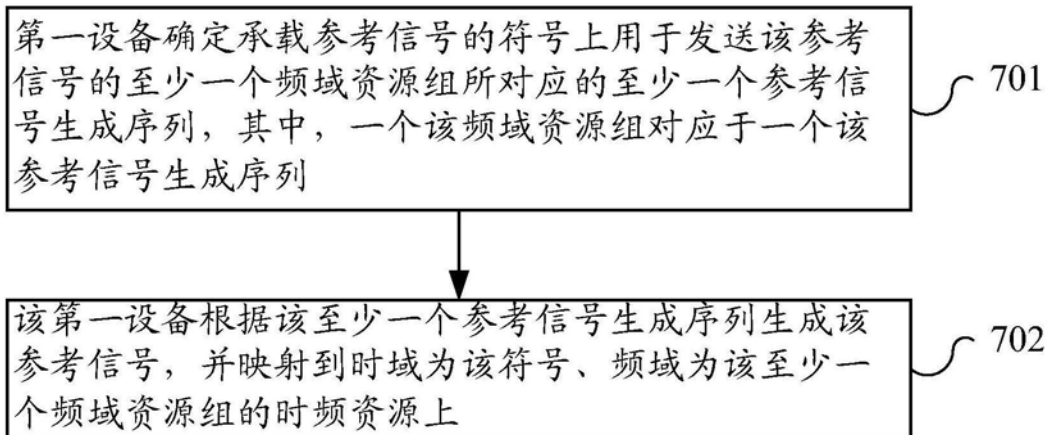 第一设备确定承载参考信号的符号上用于发送该参考
信号的至少一个频域资源组所对应的至少一个参考信
号生成序列，其中，一个该频域资源组对应于一个该
参考信号生成序列
701
该第一设备根据该至少一个参考信号生成序列生成该
参考信号，并映射到时域为该符号、频域为该至少一
个频域资源组的时频资源上
702